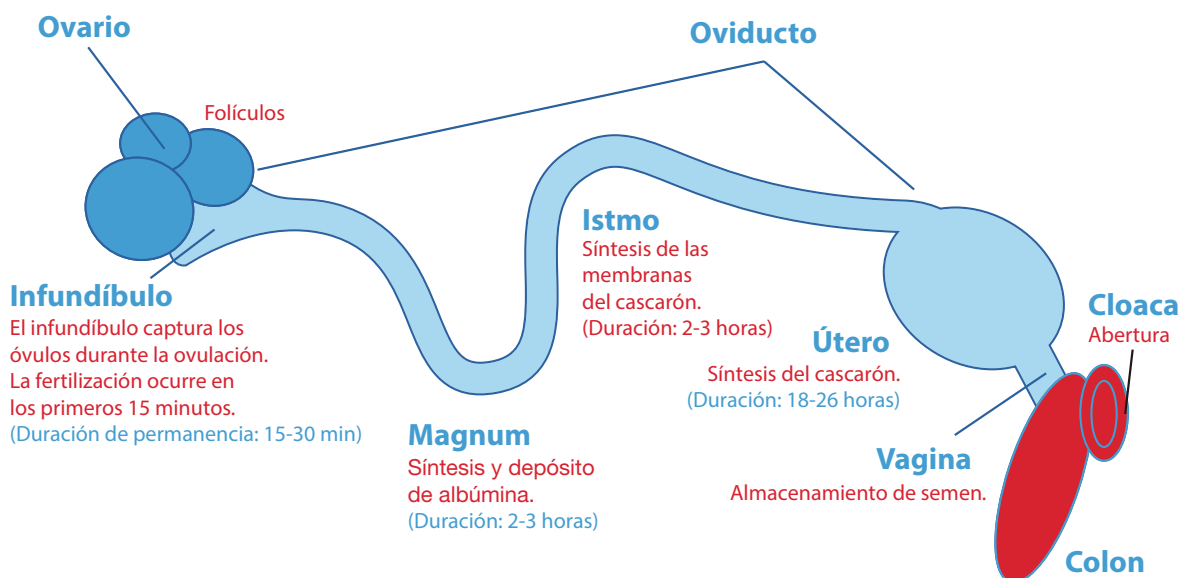 Ovario
Oviducto
Folículos
Infundíbulo
El infundíbulo captura los
óvulos durante la ovulación.
La fertilización ocurre en
los primeros 15 minutos.
(Duración de permanencia: 15-30 min)
Magnum
Síntesis y depósito
de albúmina.
(Duración: 2-3 horas)
Istmo
Síntesis de las
membranas
del cascarón.
(Duración: 2-3 horas)
Útero
Síntesis del cascarón.
(Duración: 18-26 horas)
Cloaca
Abertura
Vagina
Almacenamiento de semen.
Colon